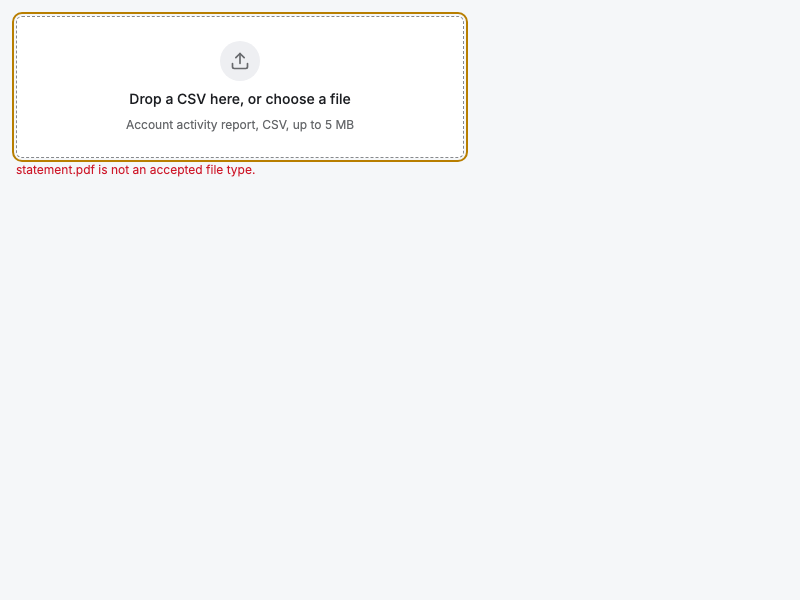 Drop a CSV here, or choose a file
Account activity report, CSV, up to 5 MB
statement.pdf is not an accepted file type.